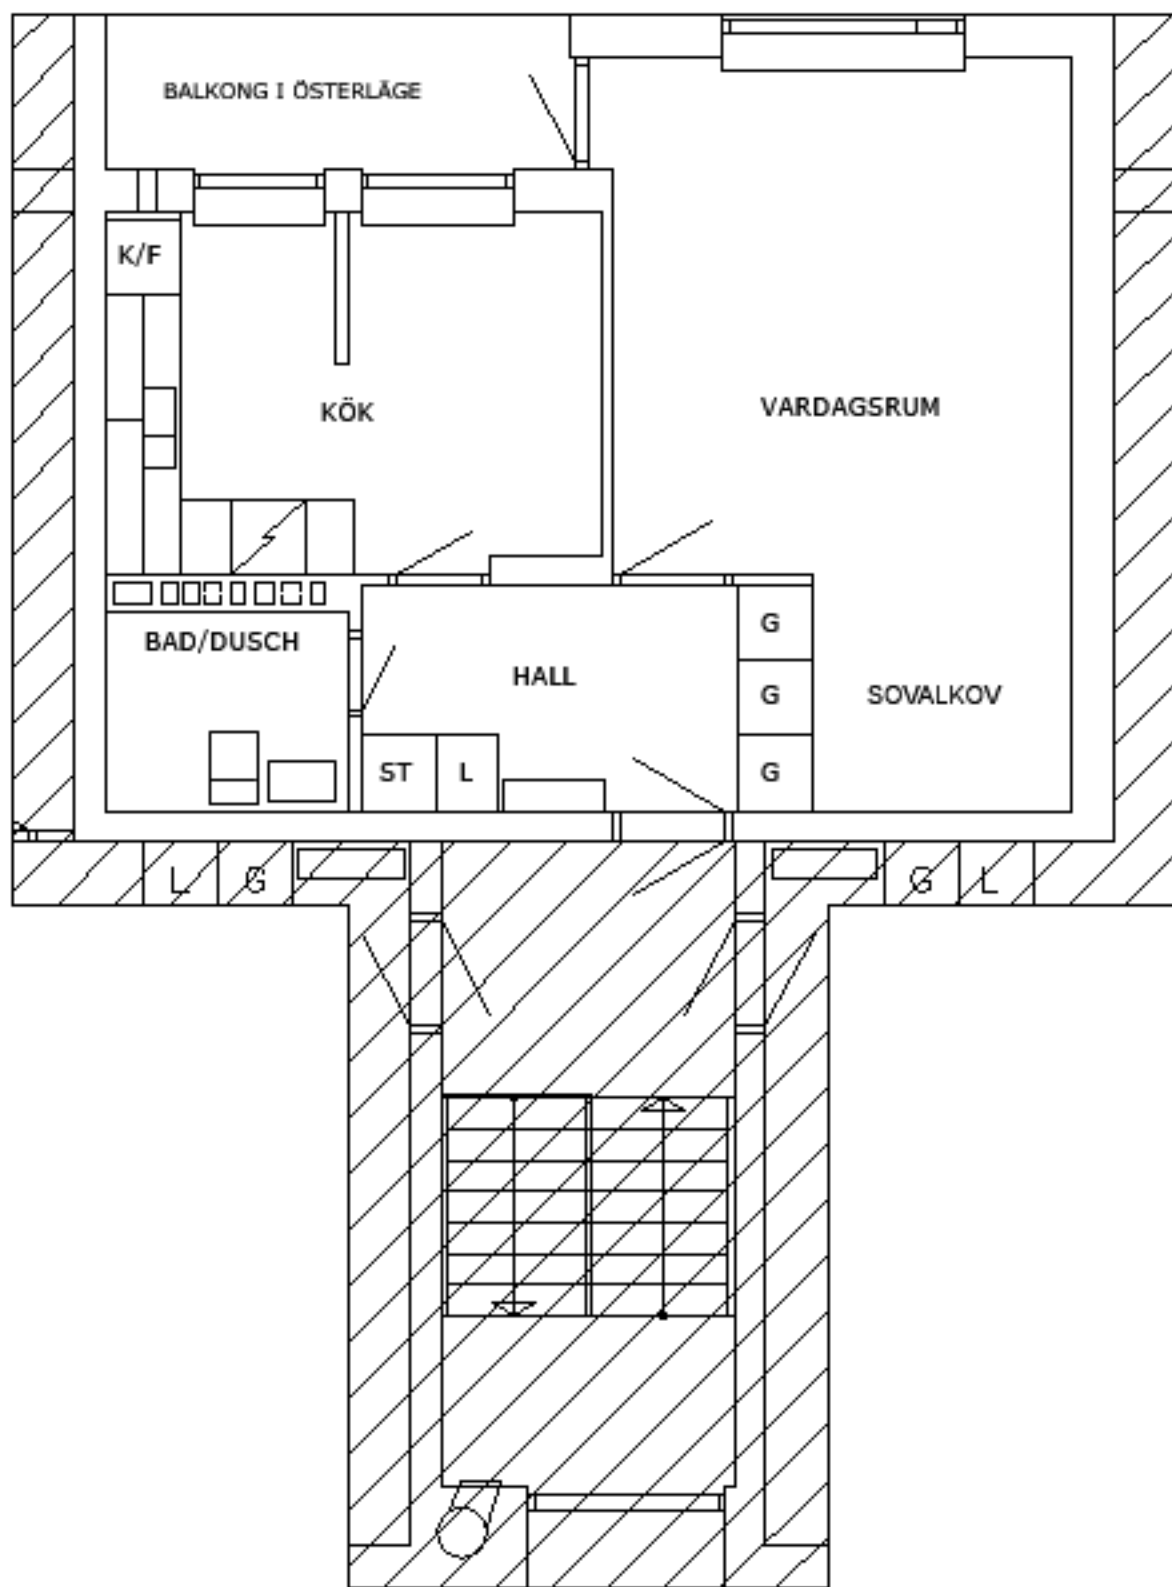 BALKONG I ÖSTERLÄGE
K/F
KÖK
VARDAGSRUM
BAD/DUSCH
HALL
G
G
SOVALKOV
ST
L
G
L
G
G
L